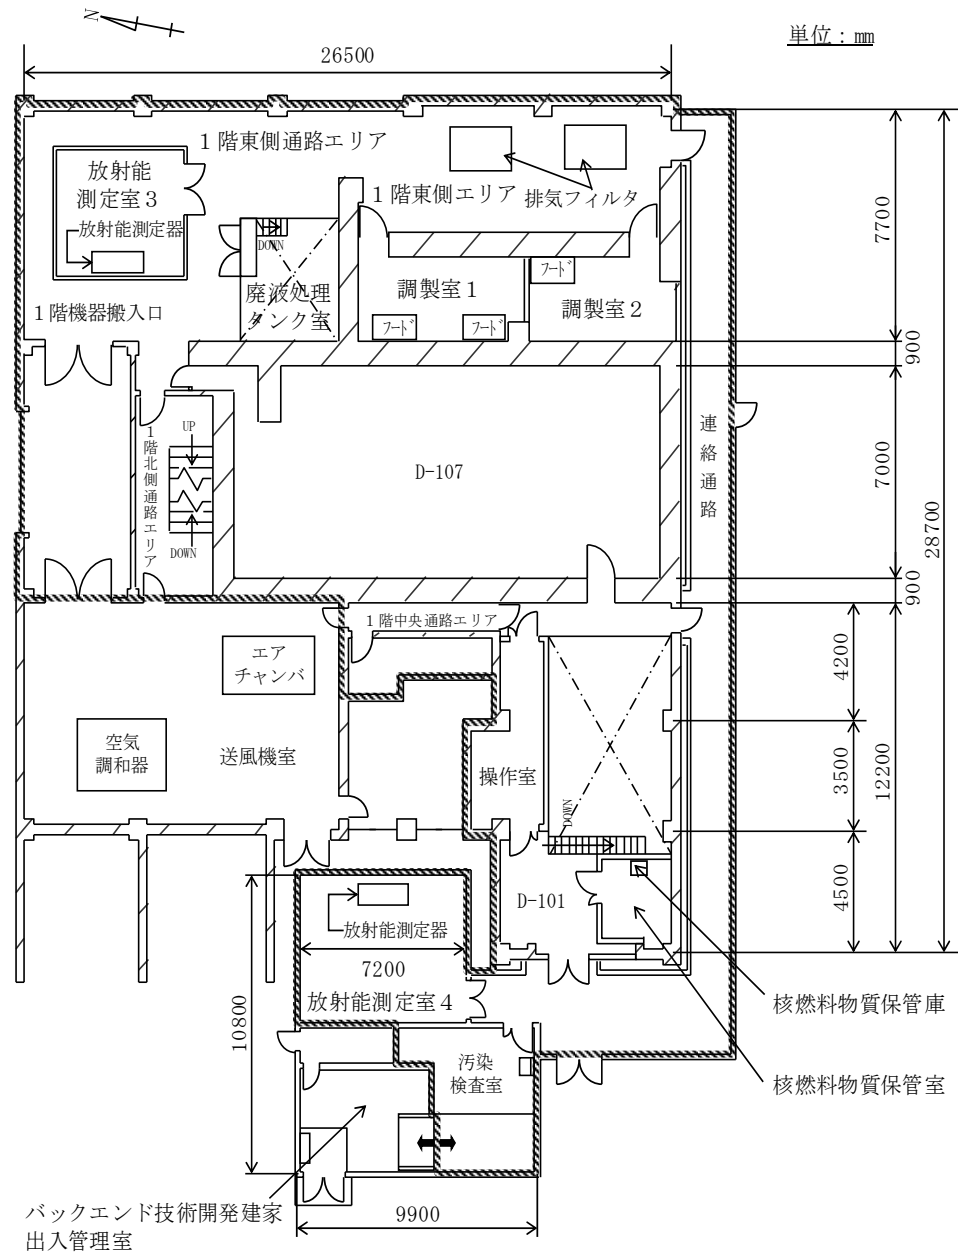 N
単位：mm
26500
1階東側通路エリア
放射能
測定室3
放射能測定器
1階東側エリア
排気フィルタ
DOWN
廃液処理
タンク室
調製室1
フード
フード
フード
調製室2
1階機器搬入口
7700
900
7000
900
28700
連絡通路
UP
1階北側通路エリア
DOWN
D-107
1階中央通路エリア
エア
チャンバ
空気
調和器
送風機室
操作室
DOWN
4200
3500
12200
4500
D-101
放射能測定器
7200
放射能測定室4
10800
汚染
検査室
核燃料物質保管庫
核燃料物質保管室
バックエンド技術開発建家
出入管理室
9900